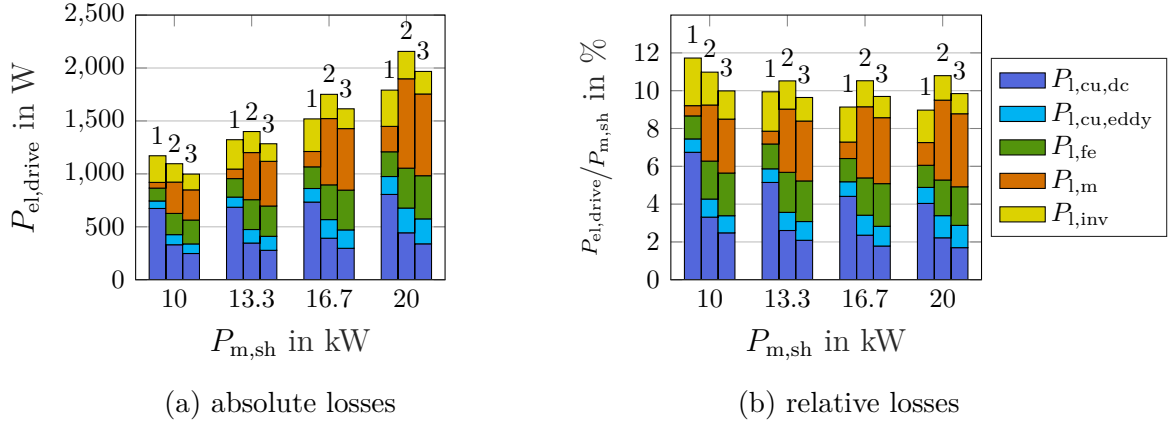 2,500
2,000
1,500
1,000
500
0
P_el,drive in W
1 2 3
1 2 3
1 2 3
1 2 3
10 13.3 16.7 20
P_m,sh in kW
(a) absolute losses
12
10
8
6
4
2
0
P_el,drive/P_m,sh in %
1 2 3
1 2 3
1 2 3
1 2 3
10 13.3 16.7 20
P_m,sh in kW
(b) relative losses
P_l,cu,dc
P_l,cu,eddy
P_l,fe
P_l,m
P_l,inv